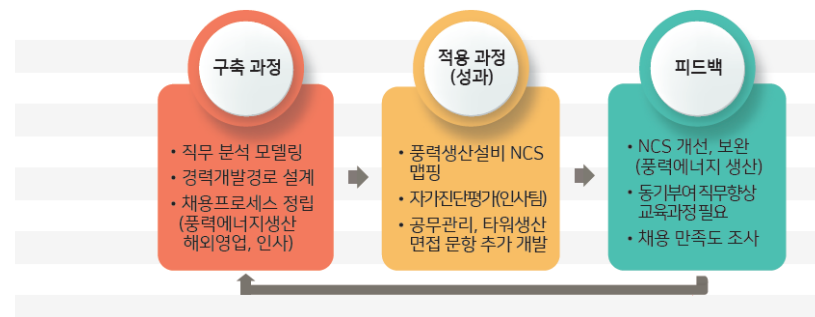 구축 과정
• 직무 분석 모델링
• 경력개발경로 설계
• 채용프로세스 정립
(풍력에너지생산
해외영업, 인사)
적용 과정
(성과)
• 풍력생산설비 NCS
맵핑
• 자가진단평가(인사팀)
• 공무관리, 타워생산
면접 문항 추가 개발
피드백
• NCS 개선, 보완
(풍력에너지 생산)
• 동기부여 직무향상
교육과정 필요
• 채용 만족도 조사